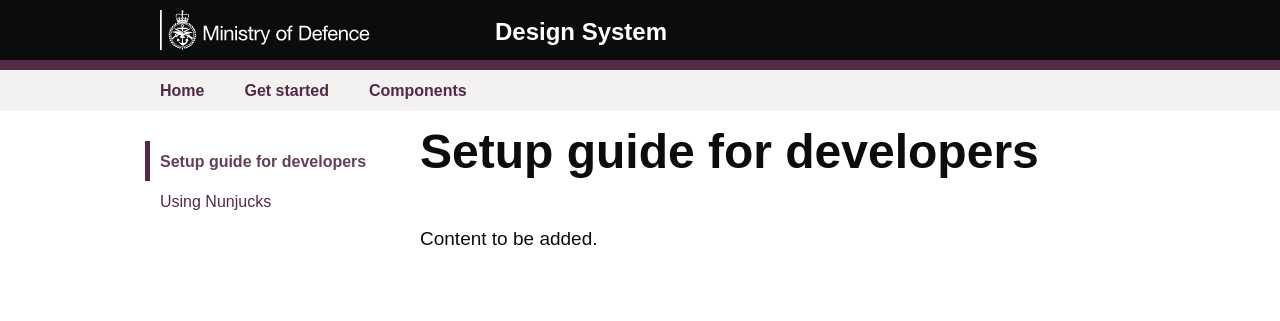 Ministry of Defence
Design System
Home Get started Components
Setup guide for developers
Using Nunjucks
Setup guide for developers
Content to be added.